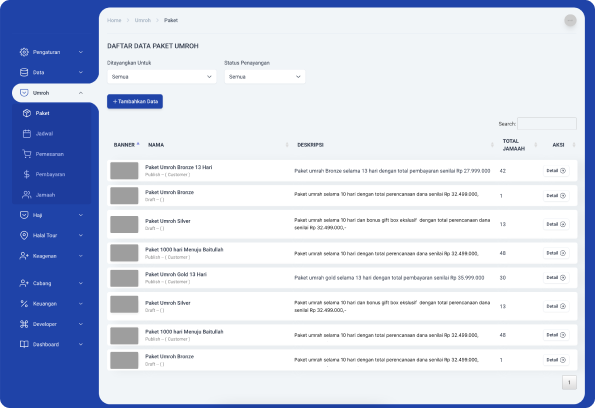 Home > Umroh > Paket
Pengaturan
Data
Umroh
Paket
Jadwal
Pemesanan
Pembayaran
Jamaah
Haji
Halal Tour
Keagenan
Cabang
Keuangan
Developer
Dashboard
DAFTAR DATA PAKET UMROH
Ditayangkan Untuk
Status Penayangan
Semua
Semua
+ Tambahkan Data
Search:
BANNER NAMA DESKRIPSI TOTAL JAMAAH AKSI
Paket Umroh Bronze 13 Hari
Publish - ( Customer )
Paket umrah Bronze selama 13 hari dengan total pembayaran senilai Rp 27.999.000
42
Detail
Paket Umroh Bronze
Draft - ( )
Paket umrah selama 10 hari dengan total perencanaan dana senilai Rp 32.499.000,
1
Detail
Paket Umroh Silver
Draft - ( )
Paket umrah selama 10 hari dan bonus gift box ekslusif dengan total perencanaan dana
senilai Rp 32.499.000,-
13
Detail
Paket 1000 hari Menuju Baitullah
Publish - ( Customer )
Paket umrah selama 10 hari dengan total perencanaan dana senilai Rp 32.499.000,
48
Detail
Paket Umroh Gold 13 Hari
Publish - ( Customer )
Paket umrah gold selama 13 hari dengan total pembayaran senilai Rp 35.999.000
20
Detail
Paket Umroh Silver
Draft - ( )
Paket umrah selama 10 hari dan bonus gift box ekslusif dengan total perencanaan dana
senilai Rp 32.499.000,-
13
Detail
Paket 1000 hari Menuju Baitullah
Publish - ( Customer )
Paket umrah selama 10 hari dengan total perencanaan dana senilai Rp 32.499.000,
48
Detail
Paket Umroh Bronze
Draft - ( )
Paket umrah selama 10 hari dengan total perencanaan dana senilai Rp 32.499.000,
1
Detail
1